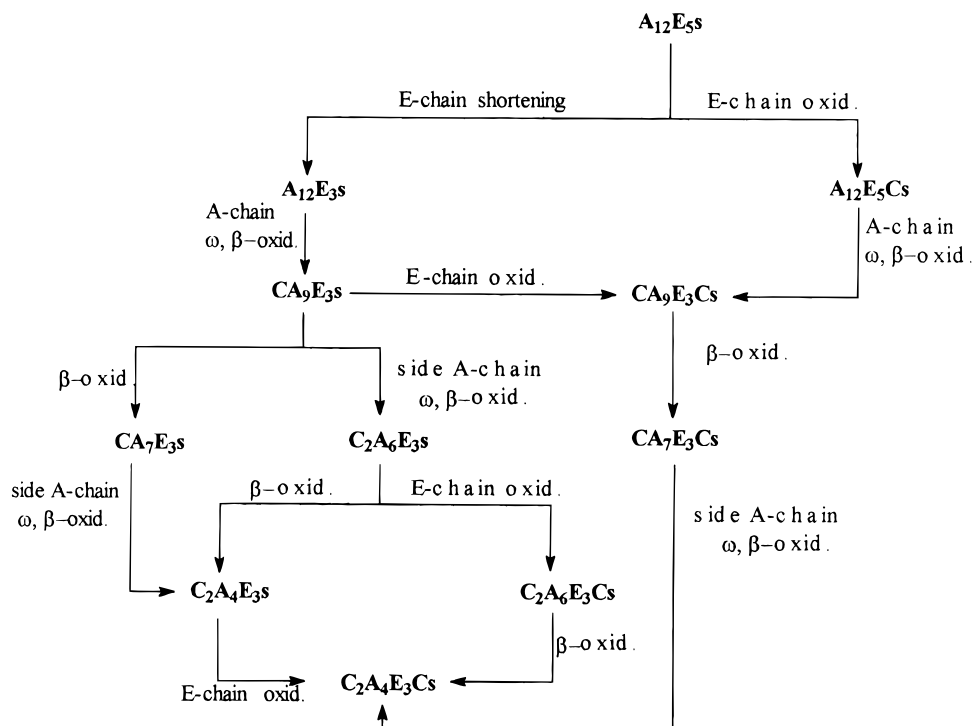 A₁₂E₅s
E-chain shortening
E-chain oxid.
A₁₂E₃s
A₁₂E₅Cs
A-chain
ω, β–oxid.
A-chain
ω, β–oxid.
E-chain oxid.
CA₉E₃s
CA₉E₃Cs
β–oxid.
side A-chain
ω, β–oxid.
β–oxid.
CA₇E₃s
C₂A₆E₃s
CA₇E₃Cs
side A-chain
ω, β–oxid.
β–oxid.
E-chain oxid.
side A-chain
ω, β–oxid.
C₂A₄E₃s
C₂A₆E₃Cs
β–oxid.
E-chain oxid.
C₂A₄E₃Cs